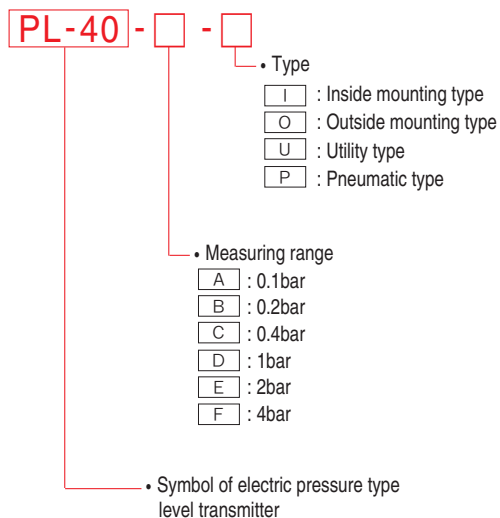 PL-40 - □ - □
• Type
I : Inside mounting type
O : Outside mounting type
U : Utility type
P : Pneumatic type
• Measuring range
A : 0.1bar
B : 0.2bar
C : 0.4bar
D : 1bar
E : 2bar
F : 4bar
• Symbol of electric pressure type
level transmitter